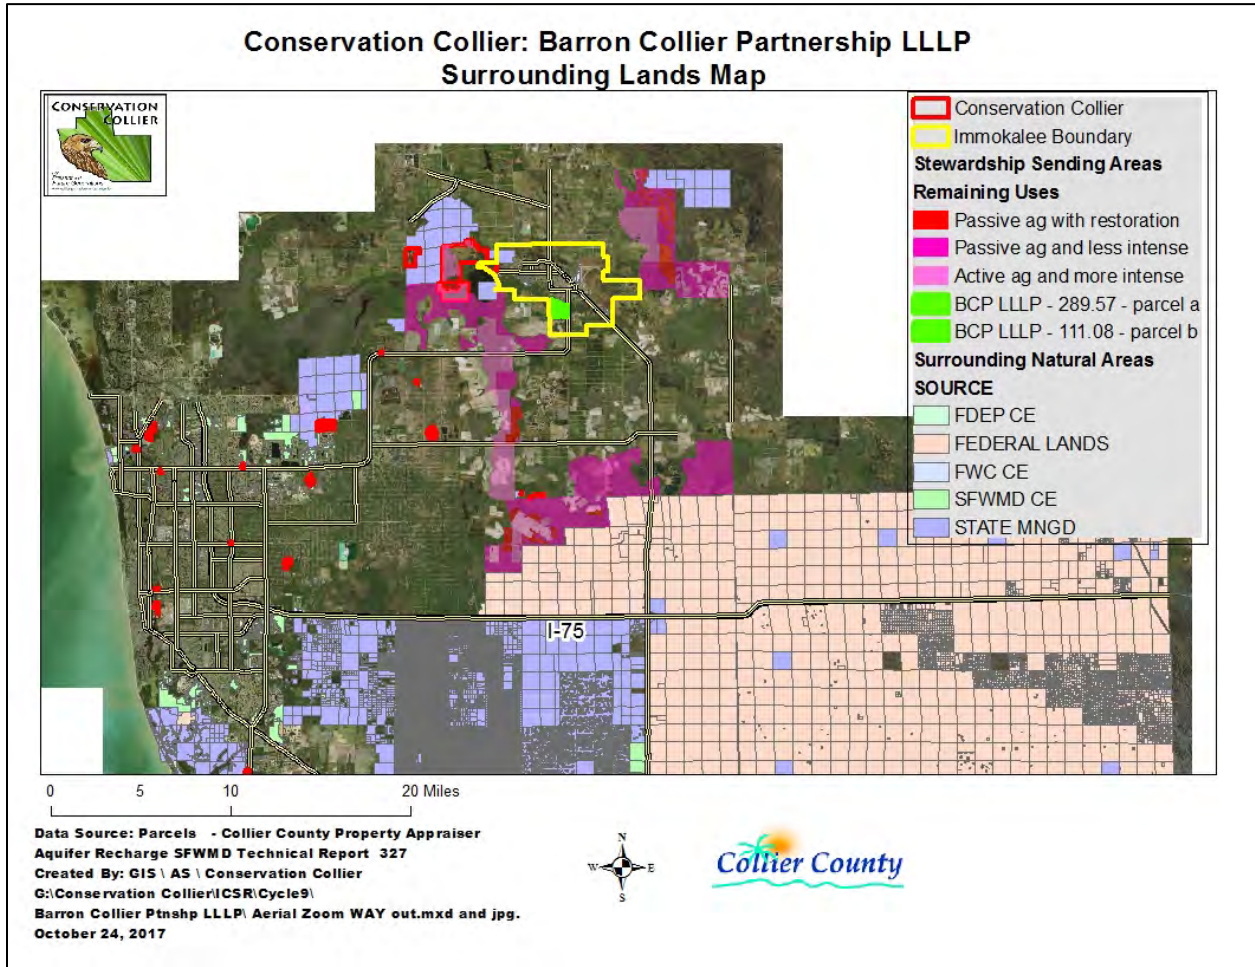 Conservation Collier: Barron Collier Partnership LLLP
Surrounding Lands Map
CONSERVATION
COLLIER
Conservation Collier
Immokalee Boundary
Stewardship Sending Areas
Remaining Uses
Passive ag with restoration
Passive ag and less intense
Active ag and more intense
BCP LLLP - 289.57 - parcel a
BCP LLLP - 111.08 - parcel b
Surrounding Natural Areas
SOURCE
FDEP CE
FEDERAL LANDS
FWC CE
SFWMD CE
STATE MNGD
I-75
0 5 10 20 Miles
Data Source: Parcels - Collier County Property Appraiser
Aquifer Recharge SFWMD Technical Report 327
Created By: GIS \ AS \ Conservation Collier
G:\Conservation Collier\ICSR\Cycle9\
Barron Collier Ptnshp LLLP\ Aerial Zoom WAY out.mxd and jpg.
October 24, 2017
N
W E
S
Collier County